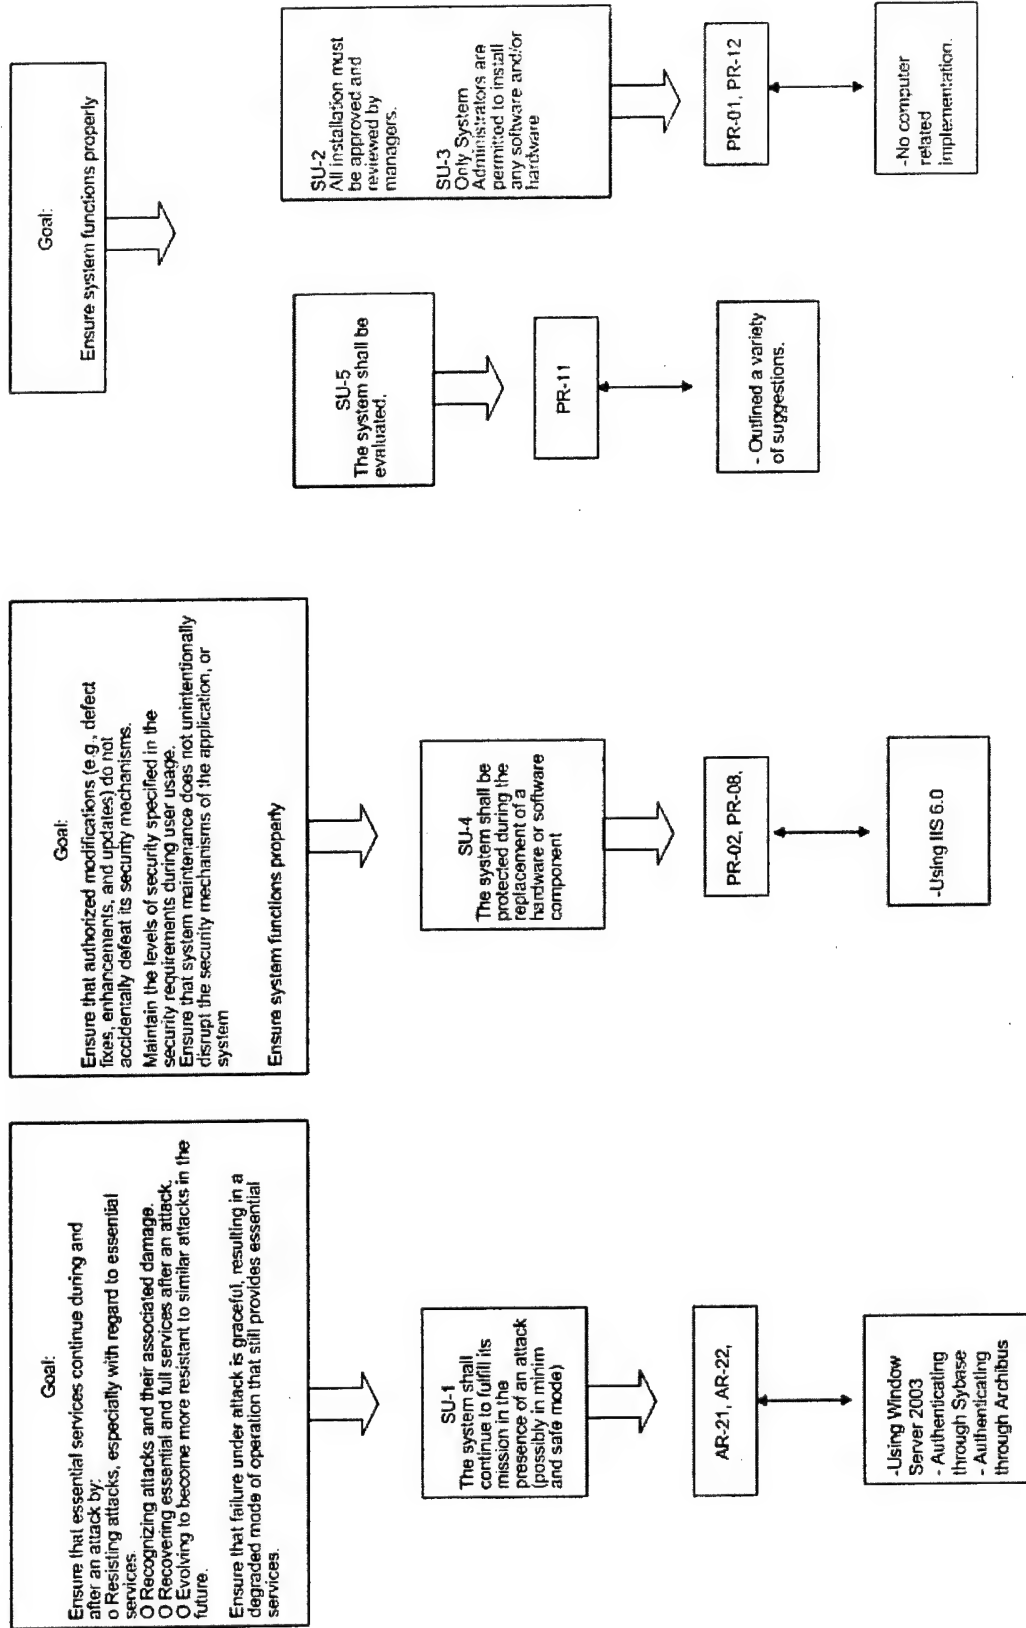 Goal:
Ensure that essential services continue during and
after an attack by:
o Resisting attacks, especially with regard to essential
services.
O Recognizing attacks and their associated damage.
O Recovering essential and full services after an attack.
O Evolving to become more resistant to similar attacks in the
future.
Ensure that failure under attack is graceful, resulting in a
degraded mode of operation that still provides essential
services.
SU-1
The system shall
continue to fulfill its
mission in the
presence of an attack
(possibly in minim
and safe mode)
AR-21, AR-22,
-Using Window
Server 2003
- Authenticating
through Sybase
- Authenticating
through Archibus
Goal:
Ensure that authorized modifications (e.g., defect
fixes, enhancements, and updates) do not
accidentally defeat its security mechanisms.
Maintain the levels of security specified in the
security requirements during user usage.
Ensure that system maintenance does not unintentionally
disrupt the security mechanisms of the application, or
system
Ensure system functions properly
SU-4
The system shall be
protected during the
replacement of a
hardware or software
component
PR-02, PR-08,
-Using IIS 6.0
Goal:
Ensure system functions properly
SU-5
The system shall be
evaluated.
PR-11
- Outlined a variety
of suggestions.
SU-2
All installation must
be approved and
reviewed by
managers.
SU-3
Only System
Administrators are
permitted to install
any software and/or
hardware
PR-01, PR-12
-No computer
related
implementation.